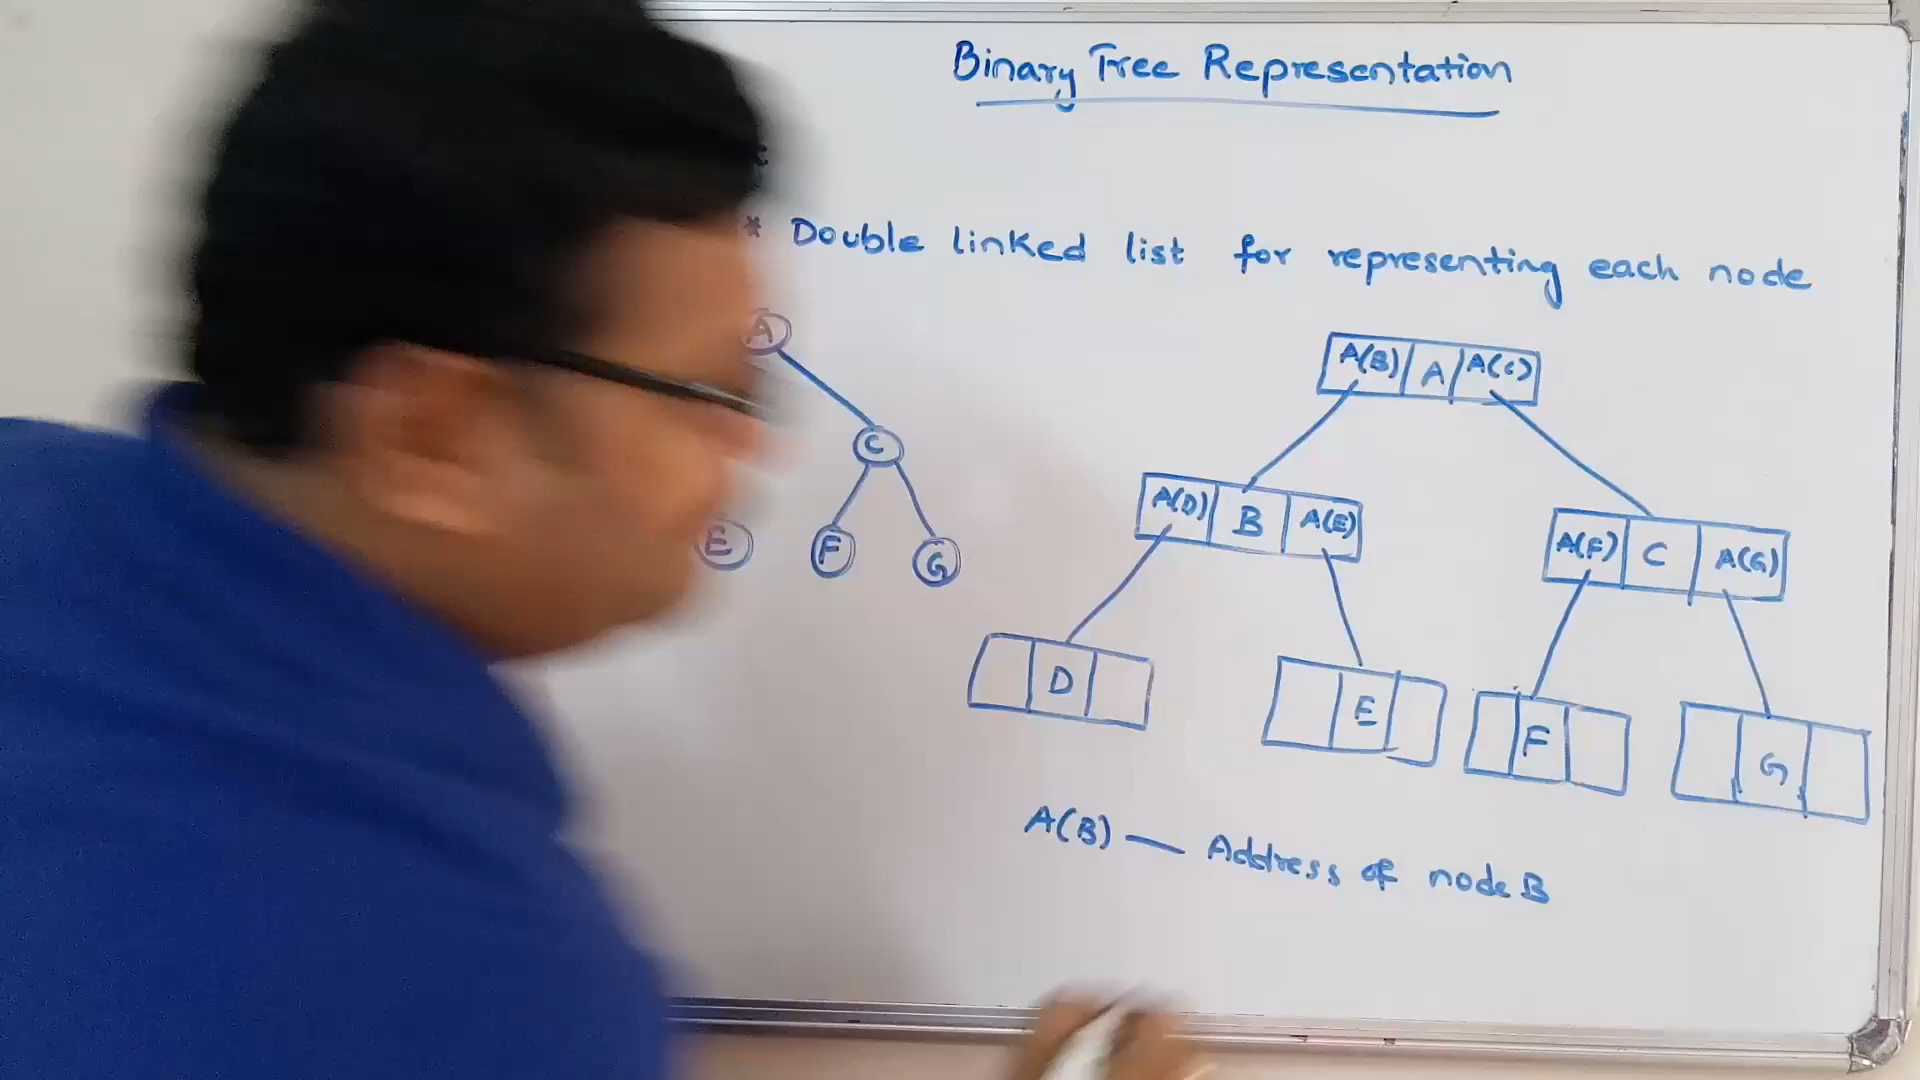 Binary Tree Representation
* Double linked list for representing each node
A
C
E F G
A(B) A A(C)
A(D) B A(E)
A(F) C A(G)
D
E
F
G
A(B) — Address of node B